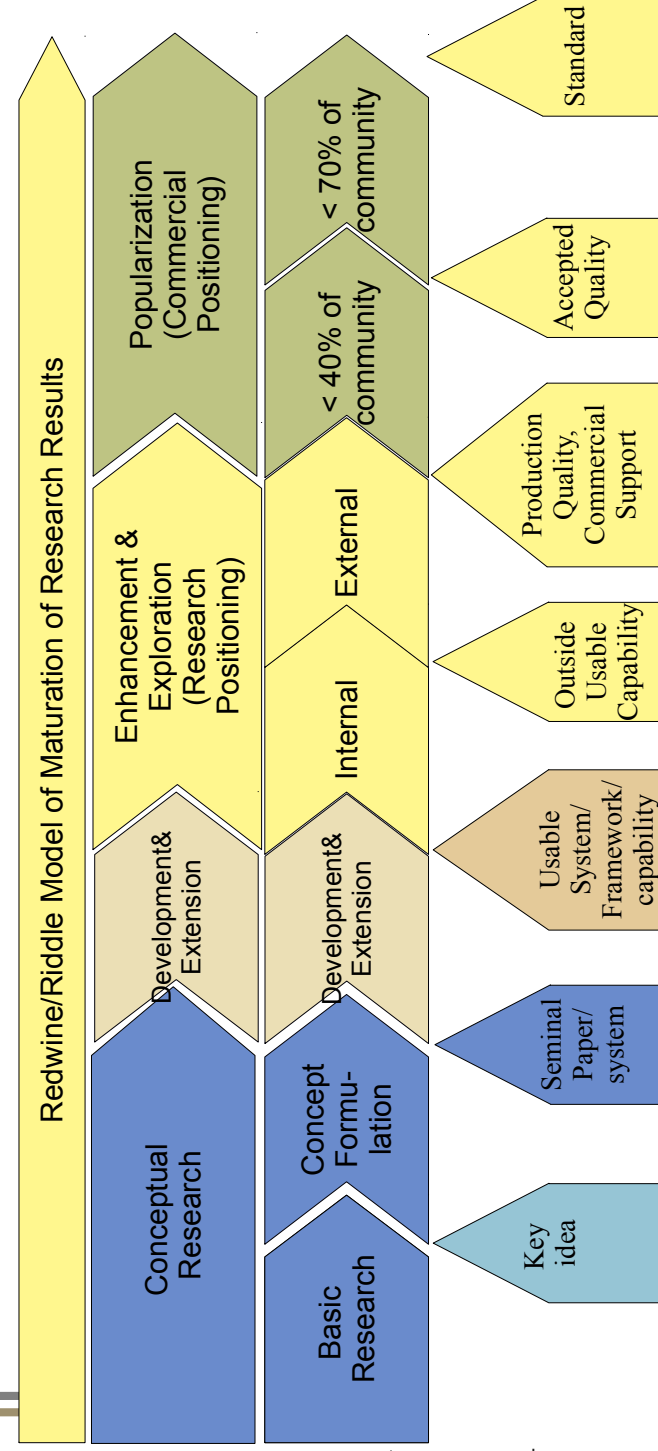 Redwine/Riddle Model of Maturation of Research Results
Conceptual
Research
Development&
Extension
Enhancement &
Exploration
(Research
Positioning)
Popularization
(Commercial
Positioning)
Basic
Research
Concept
Formu-
lation
Development&
Extension
Internal
External
< 40% of
community
< 70% of
community
Key
idea
Seminal
Paper/
system
Usable
System/
Framework/
capability
Outside
Usable
Capability
Production
Quality,
Commercial
Support
Accepted
Quality
Standard